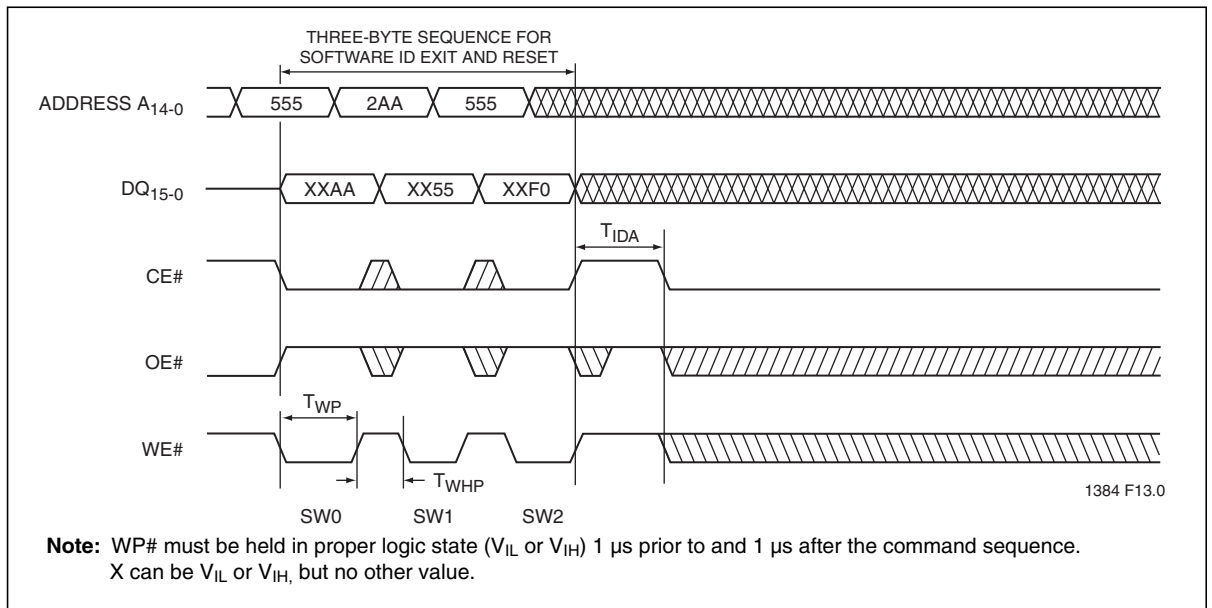 THREE-BYTE SEQUENCE FOR
SOFTWARE ID EXIT AND RESET
ADDRESS A14-0
555 2AA 555
DQ15-0
XXAA XX55 XXF0
TIDA
CE#
OE#
TWP
WE#
TWHP
SW0 SW1 SW2
1384 F13.0
Note: WP# must be held in proper logic state (VIL or VIH) 1 µs prior to and 1 µs after the command sequence.
X can be VIL or VIH, but no other value.